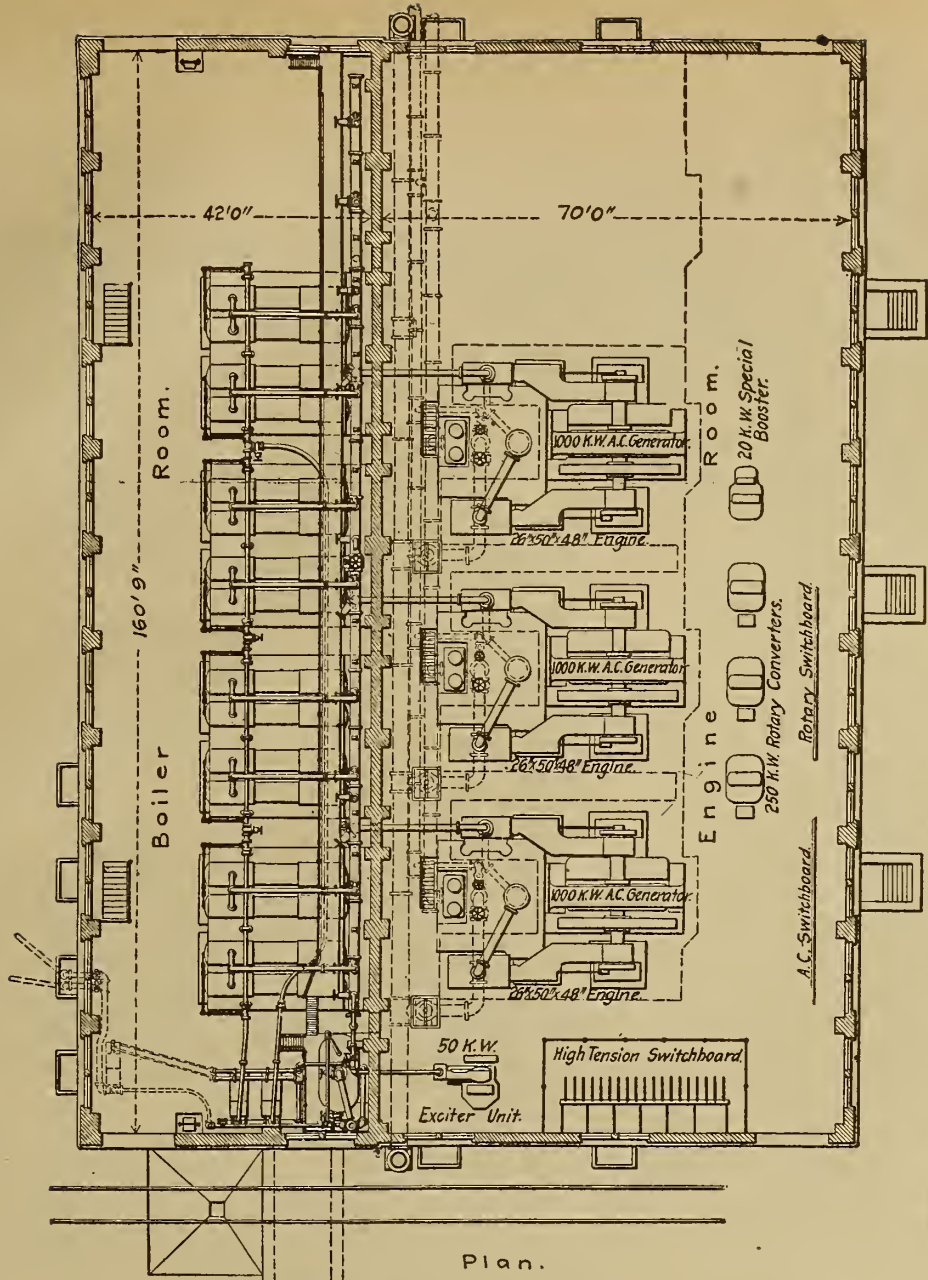 42'0"
70'0"
160'9"
Boiler Room.
Engine Room.
20 K.W. Special
Booster.
1000 K.W. A.C. Generator.
26"x50"x48" Engine.
1000 K.W. A.C. Generator.
26"x50"x48" Engine.
250 K.W. Rotary Converters.
Rotary Switchboard.
1000 K.W. A.C. Generator.
26"x50"x48" Engine.
A.C. Switchboard.
50 K.W.
Exciter Unit.
High Tension Switchboard.
Plan.